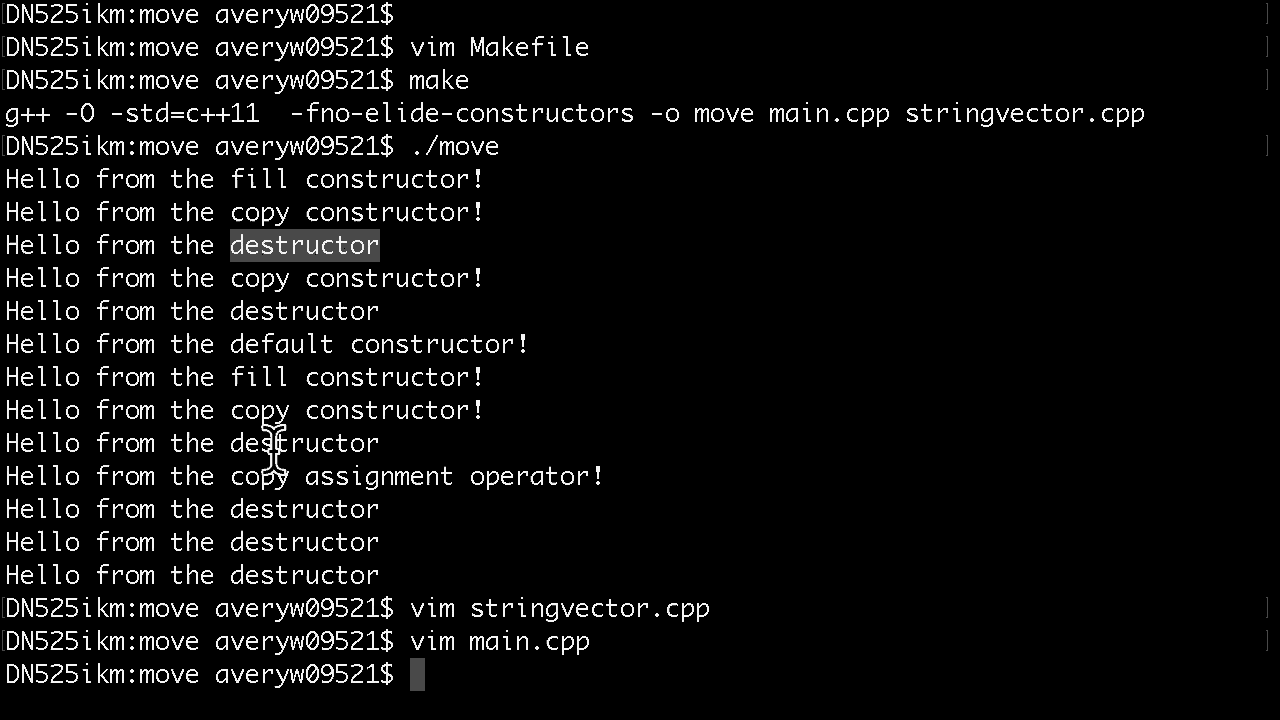 DN525ikm:move averyw09521$
DN525ikm:move averyw09521$ vim Makefile
DN525ikm:move averyw09521$ make
g++ -O -std=c++11  -fno-elide-constructors -o move main.cpp stringvector.cpp
DN525ikm:move averyw09521$ ./move
Hello from the fill constructor!
Hello from the copy constructor!
Hello from the destructor
Hello from the copy constructor!
Hello from the destructor
Hello from the default constructor!
Hello from the fill constructor!
Hello from the copy constructor!
Hello from the destructor
Hello from the copy assignment operator!
Hello from the destructor
Hello from the destructor
Hello from the destructor
DN525ikm:move averyw09521$ vim stringvector.cpp
DN525ikm:move averyw09521$ vim main.cpp
DN525ikm:move averyw09521$